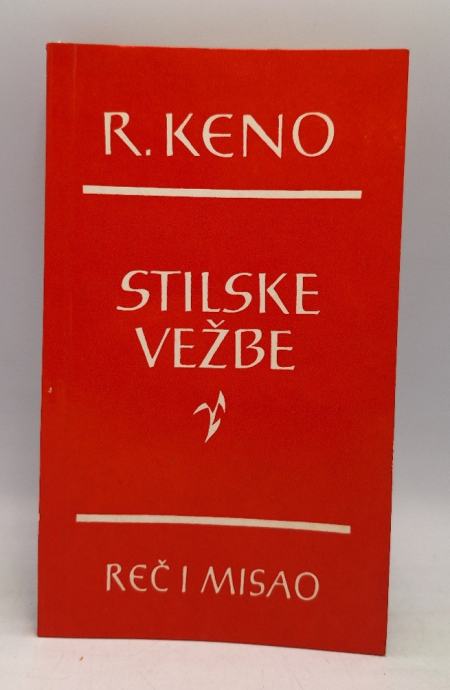 R. KENO
STILSKE
VEŽBE
REČ I MISAO